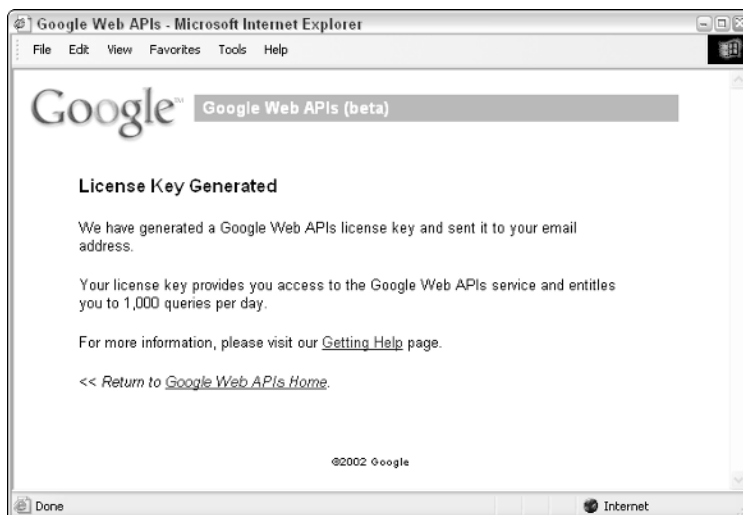 Google Web APIs - Microsoft Internet Explorer
File Edit View Favorites Tools Help
Google™ Google Web APIs (beta)
License Key Generated
We have generated a Google Web APIs license key and sent it to your email
address.
Your license key provides you access to the Google Web APIs service and entitles
you to 1,000 queries per day.
For more information, please visit our Getting Help page.
<< Return to Google Web APIs Home.
©2002 Google
Done Internet